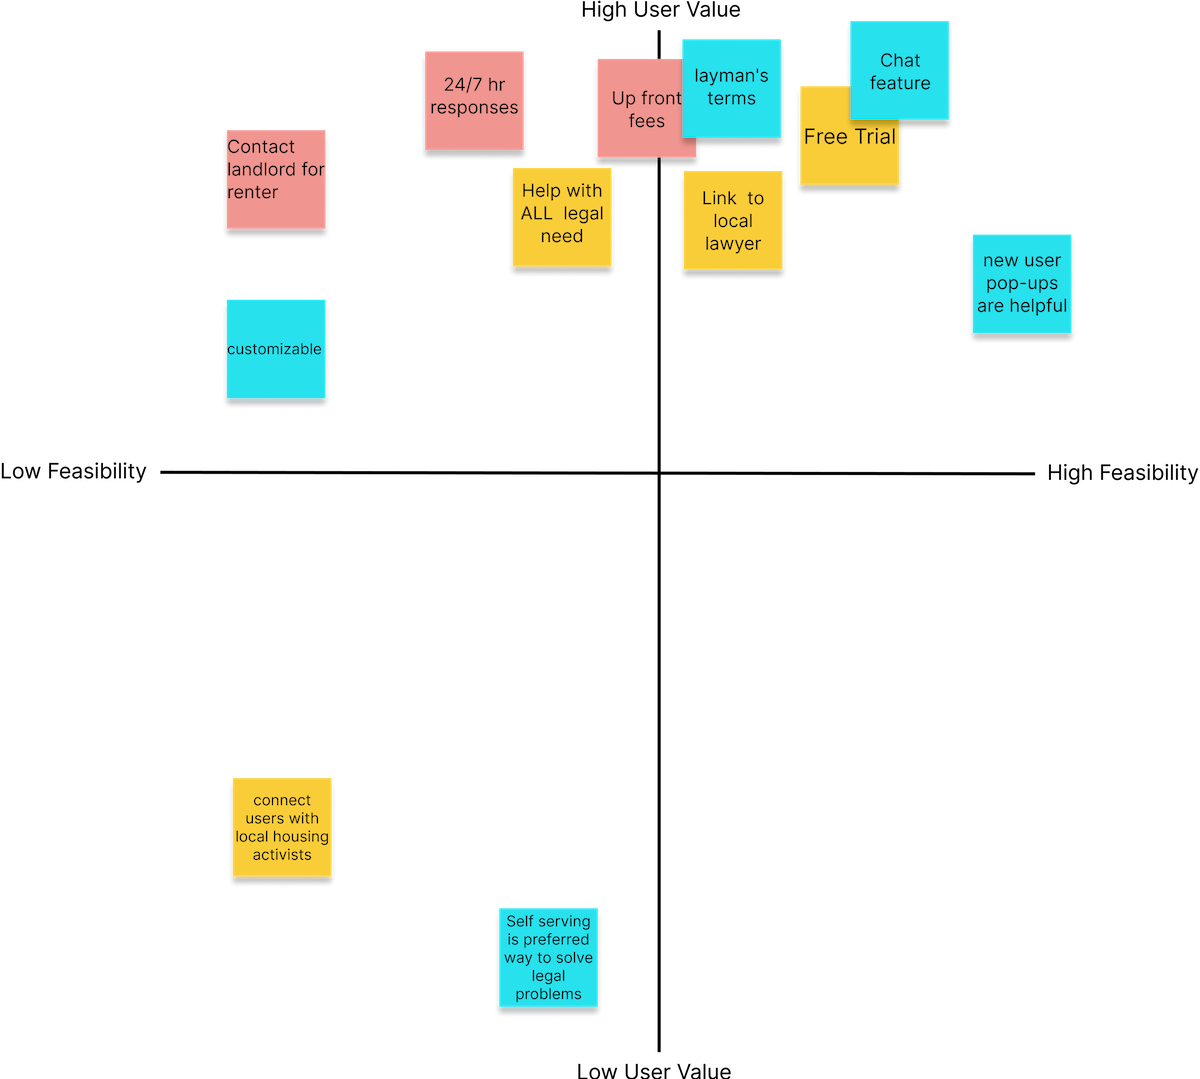 High User Value
24/7 hr
responses
Up front
fees
layman's
terms
Chat
feature
Free Trial
Contact
landlord for
renter
Help with
ALL  legal
need
Link  to
local
lawyer
new user
pop-ups
are helpful
customizable
Low Feasibility
High Feasibility
connect
users with
local housing
activists
Self serving
is preferred
way to solve
legal
problems
Low User Value